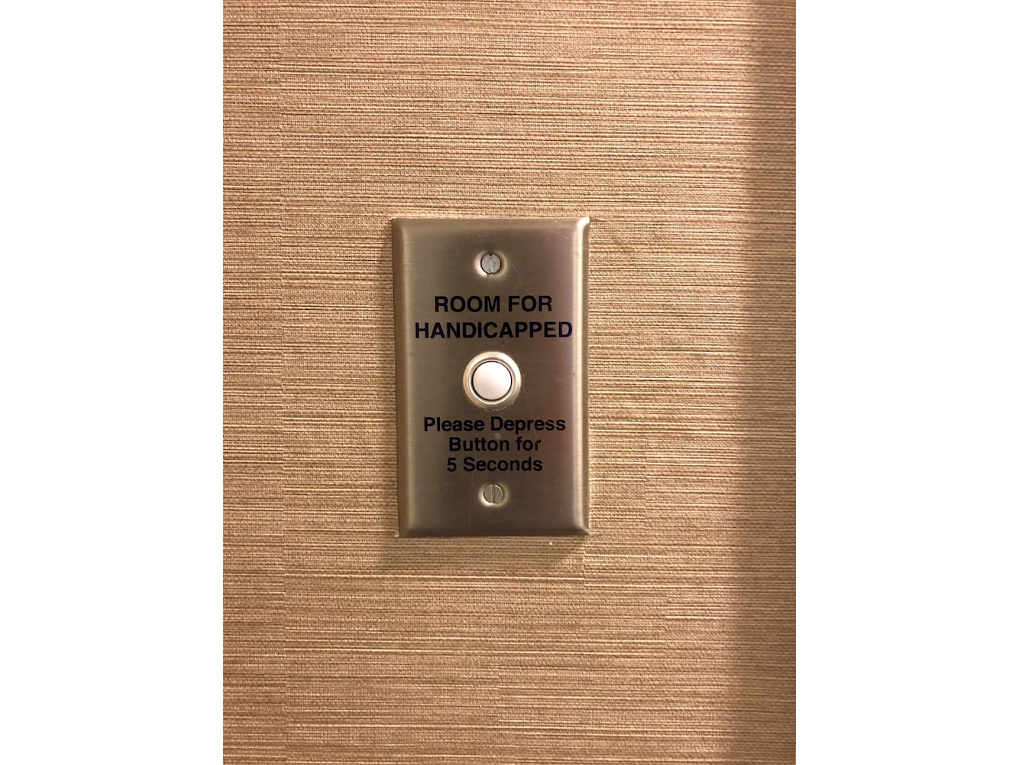 ROOM FOR
HANDICAPPED
Please Depress
Button for
5 Seconds